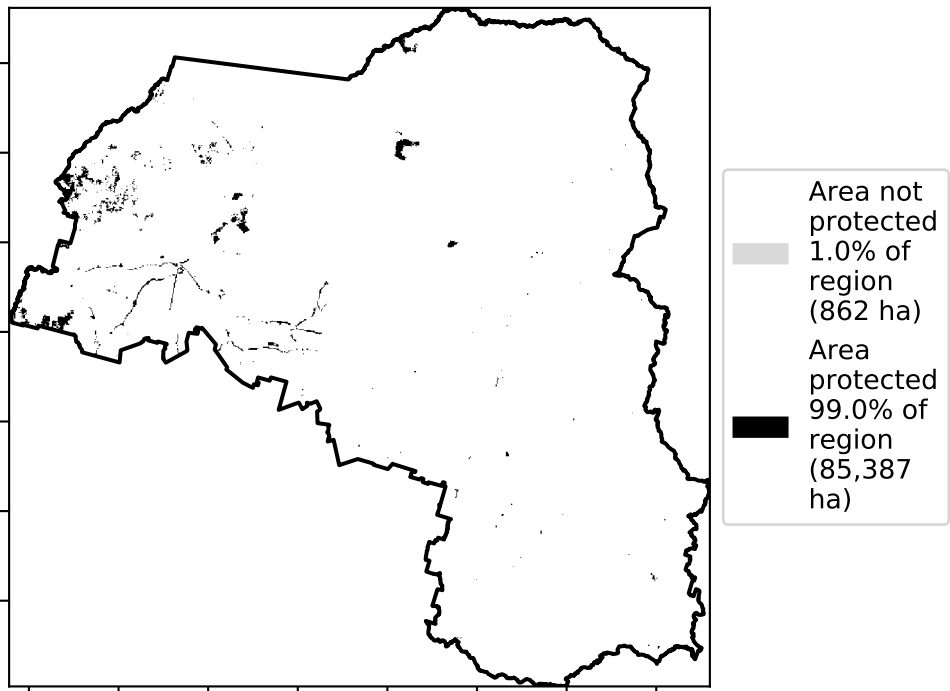 Area not
protected
1.0% of
region
(862 ha)
Area
protected
99.0% of
region
(85,387
ha)